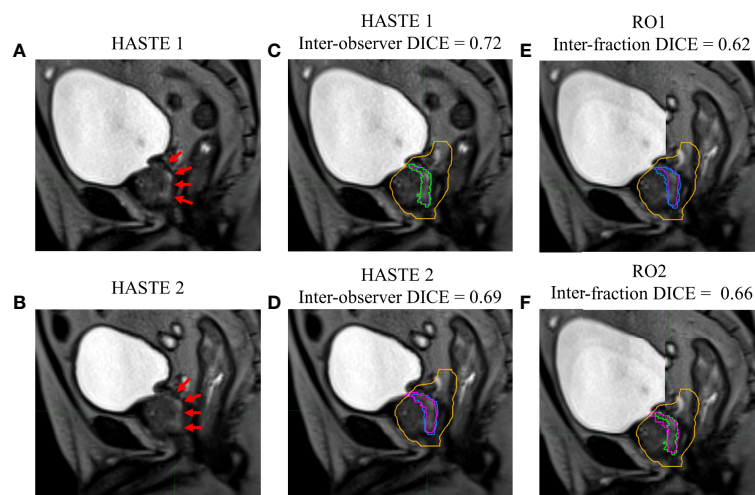 A
HASTE 1
C
HASTE 1
Inter-observer DICE = 0.72
E
RO1
Inter-fraction DICE = 0.62
B
HASTE 2
D
HASTE 2
Inter-observer DICE = 0.69
F
RO2
Inter-fraction DICE =  0.66